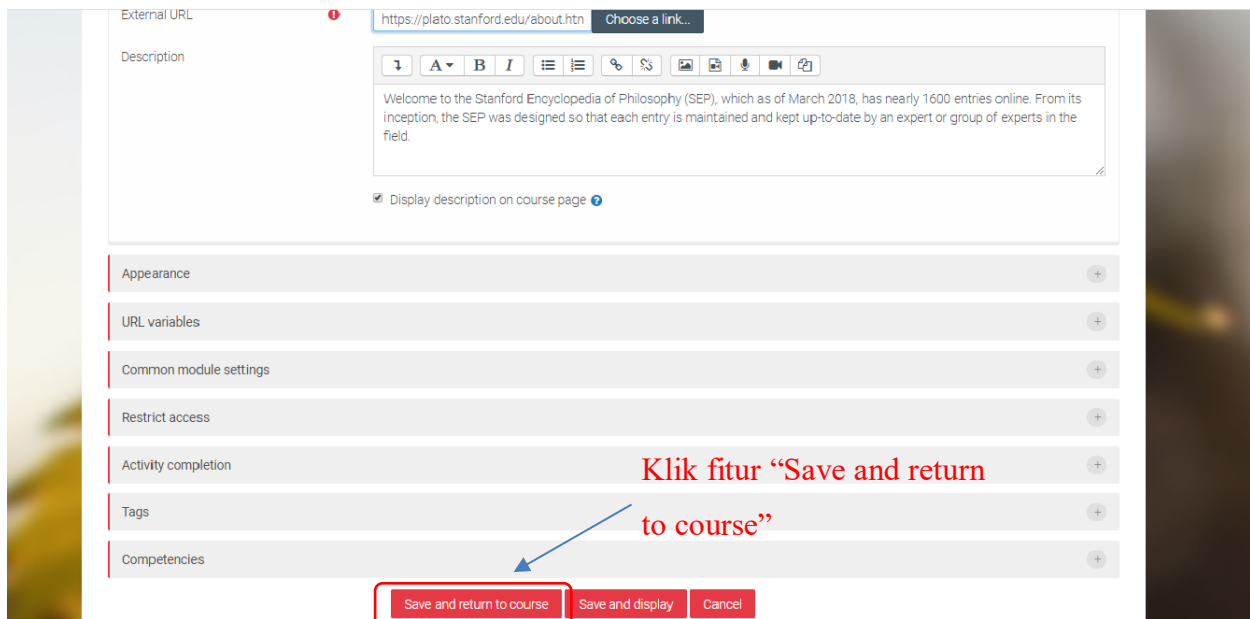 External URL
https://plato.stanford.edu/about.htn Choose a link...
Description
A B I
Welcome to the Stanford Encyclopedia of Philosophy (SEP), which as of March 2018, has nearly 1600 entries online. From its
inception, the SEP was designed so that each entry is maintained and kept up-to-date by an expert or group of experts in the
field.
Display description on course page
Appearance
URL variables
Common module settings
Restrict access
Activity completion
Klik fitur “Save and return
to course”
Tags
Competencies
Save and return to course Save and display Cancel